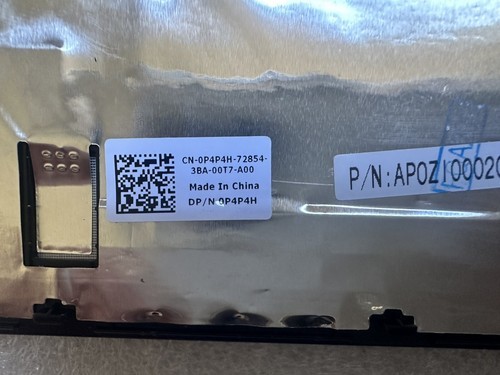 CN-0P4P4H-72854-
3BA-00T7-A00
Made In China
DP/N 0P4P4H
P/N:AP0ZI00020